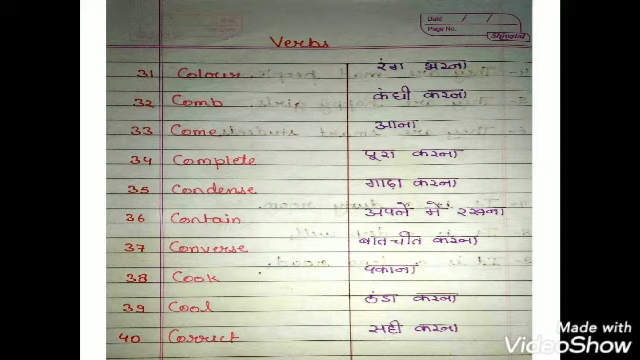 Date / /
Page No.
Shivalal
Verbs
31 Colour रंग भरना
32 Comb कंघी करना
33 Come आना
34 Complete पूरा करना
35 Condense गाढ़ा करना
36 Contain अपने मे रखना
37 Converse बातचीत करना
38 Cook पकाना
39 Cool ठंडा करना
40 Correct सही करना
Made with
VideoShow